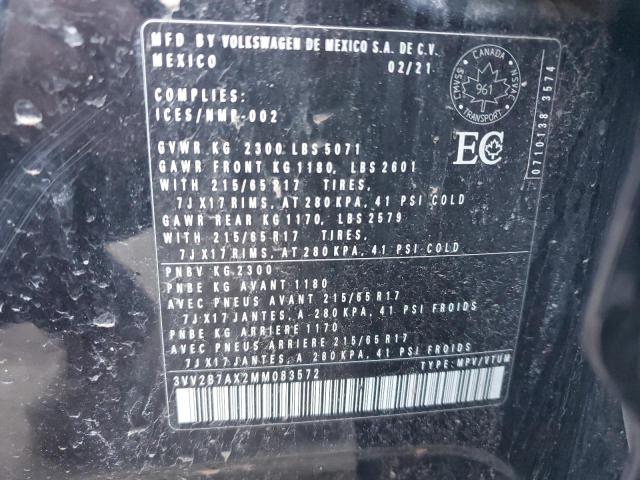 MFD BY VOLKSWAGEN DE MEXICO S.A. DE C.V.
MEXICO 02/21
COMPLIES:
ICES/NMB-002
GVWR KG 2300 LBS 5071
GAWR FRONT KG 1180, LBS 2601
WITH 215/65 R17 TIRES,
7J X17 RIMS, AT 280 KPA, 41 PSI COLD
GAWR REAR KG 1170, LBS 2579
WITH 215/65 R17 TIRES,
7J X17 RIMS, AT 280 KPA, 41 PSI COLD
PNBV KG 2300
PNBE KG AVANT 1180
AVEC PNEUS AVANT 215/65 R17
7J X17 JANTES, A 280 KPA, 41 PSI FROIDS
PNBE KG ARRIERE 1170
AVEC PNEUS ARRIERE 215/65 R17
7J X17 JANTES, A 280 KPA, 41 PSI FROIDS
3VV2B7AX2MM083572 TYPE: MPV/VTUM
CANADA
CMVSS
NSVAC
961
TRANSPORT
EC
0710138 3574